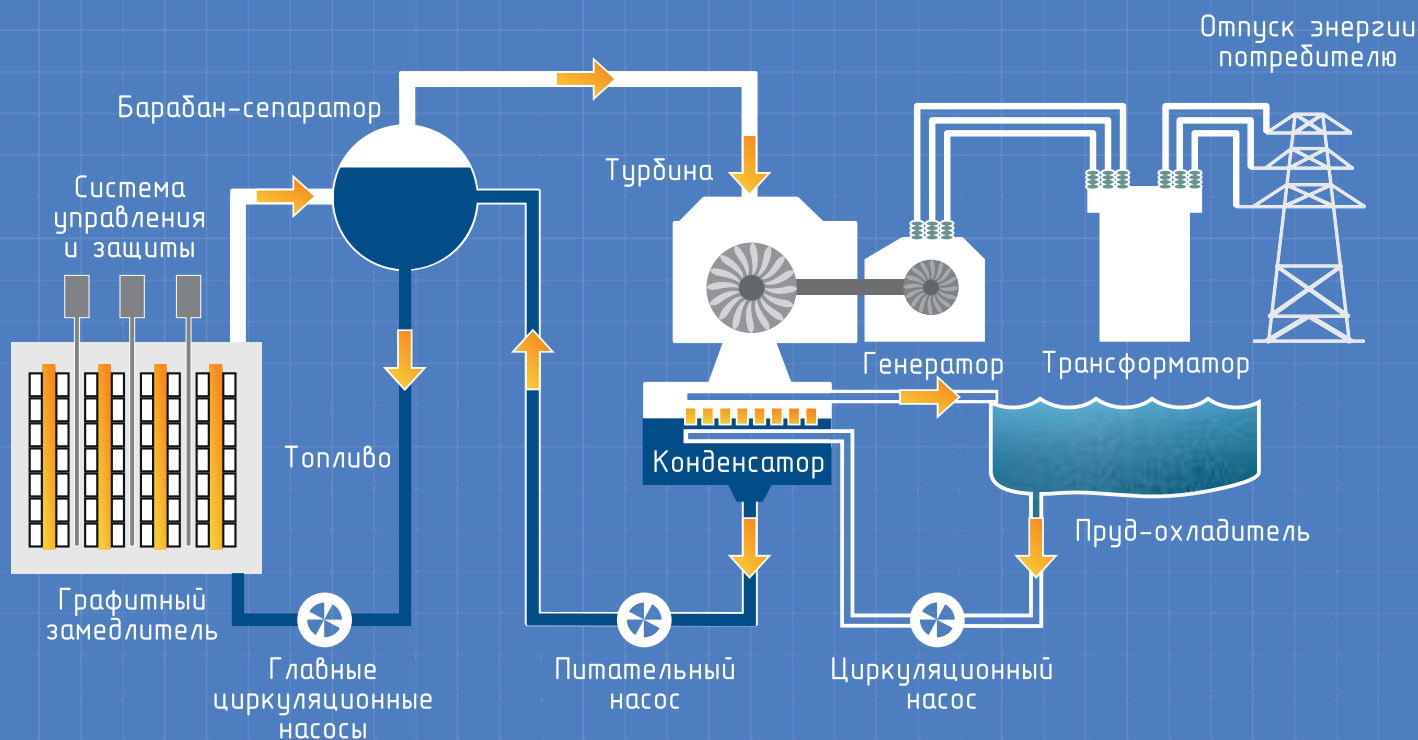 Отпуск энергии
потребителю
Барабан-сепаратор
Турбина
Система
управления
и защиты
Генератор
Трансформатор
Топливо
Конденсатор
Пруд-охладитель
Графитный
замедлитель
Главные
циркуляционные
насосы
Питательный
насос
Циркуляционный
насос